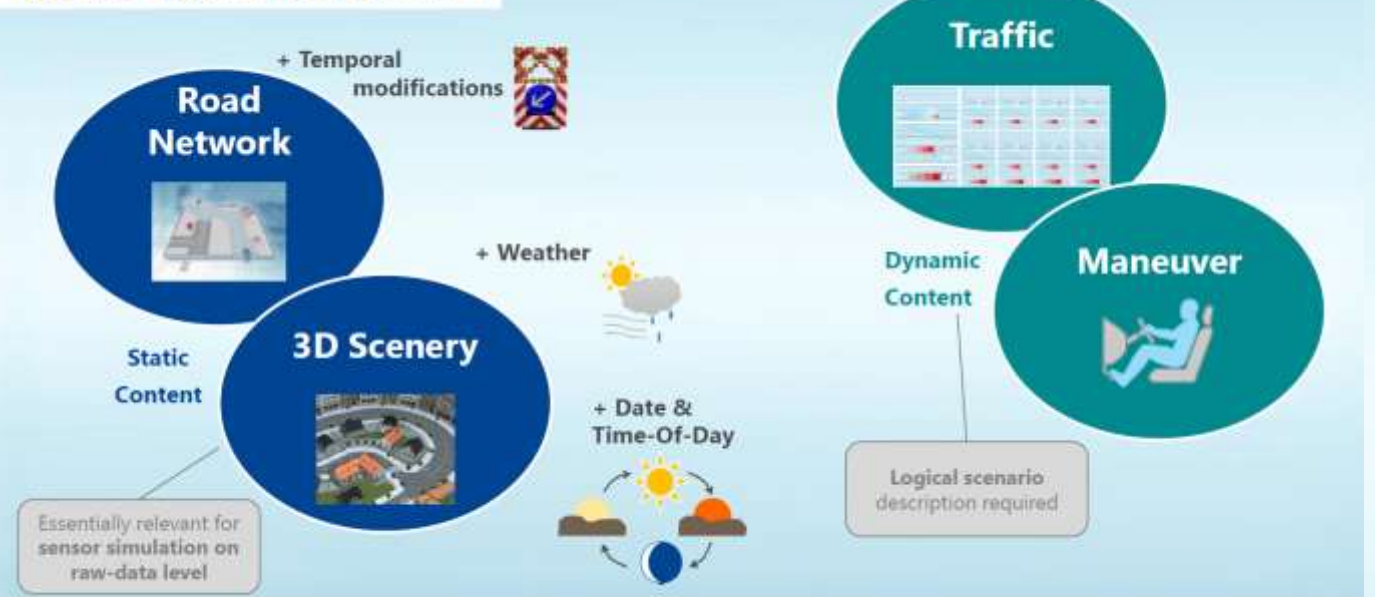 + Temporal
modifications
Road
Network
Traffic
+ Weather
Dynamic
Content
Maneuver
Static
Content
3D Scenery
+ Date &
Time-Of-Day
Logical scenario
description required
Essentially relevant for
sensor simulation on
raw-data level